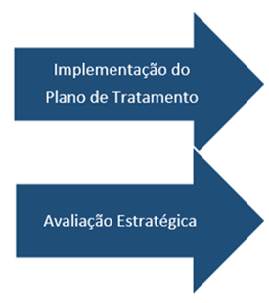 Implementação do
Plano de Tratamento
Avaliação Estratégica